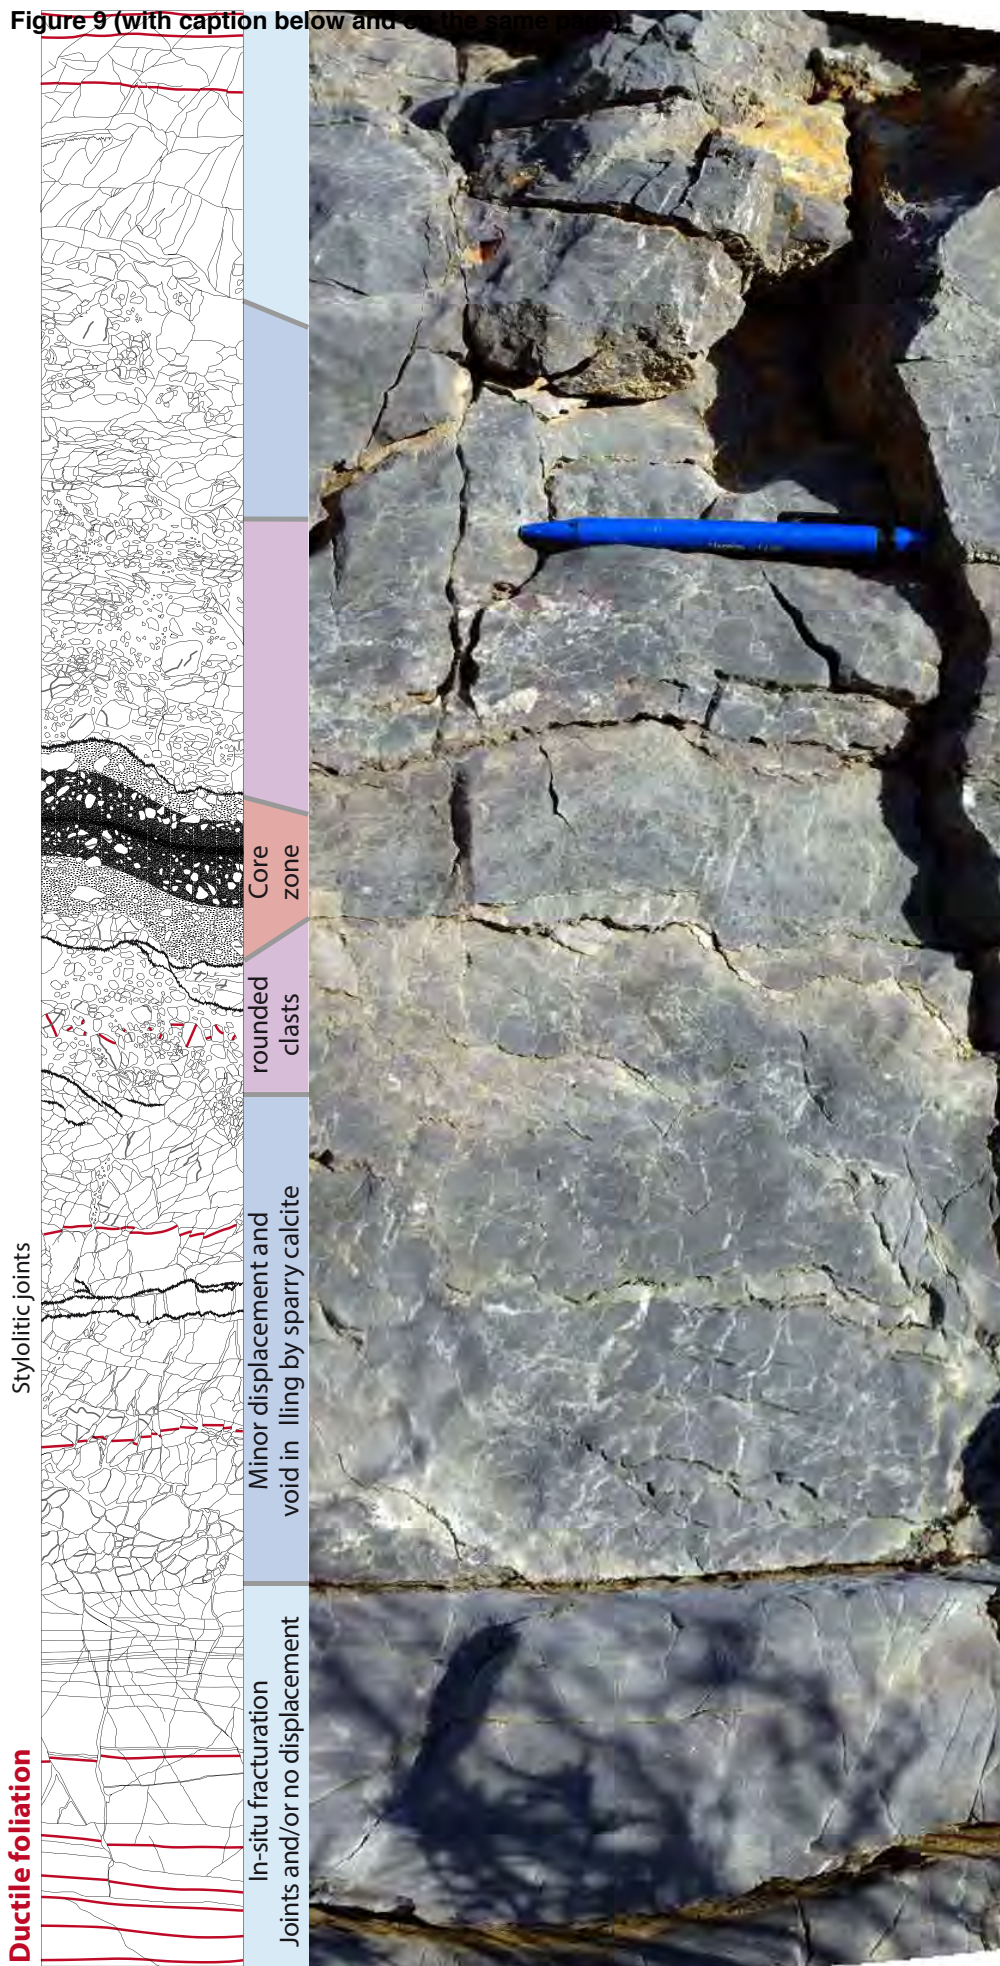 Figure 9 (with caption below and on the same page)
Core
zone
rounded
clasts
Stylolitic joints
Minor displacement and
void in lling by sparry calcite
In-situ fracturation
Joints and/or no displacement
Ductile foliation